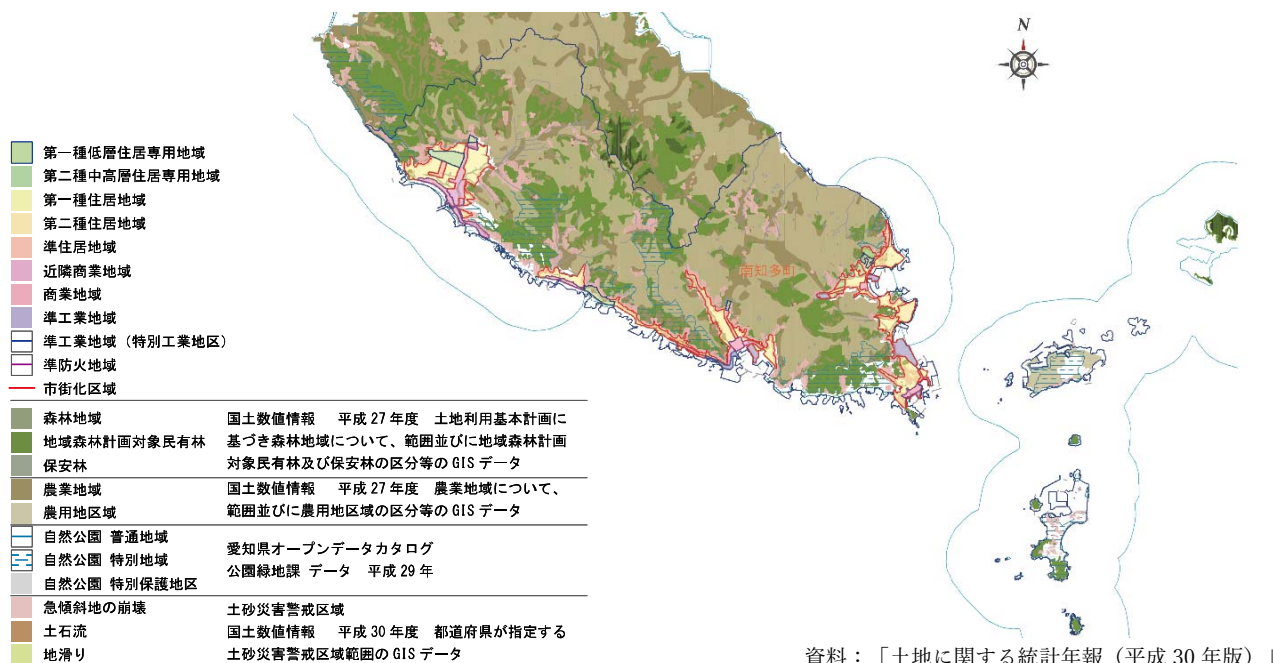 N
南知多町
第一種低層住居専用地域
第二種中高層住居専用地域
第一種住居地域
第二種住居地域
準住居地域
近隣商業地域
商業地域
準工業地域
準工業地域（特別工業地区）
準防火地域
市街化区域
森林地域 国土数値情報 平成27年度 土地利用基本計画に
地域森林計画対象民有林 基づき森林地域について、範囲並びに地域森林計画
保安林 対象民有林及び保安林の区分等のGISデータ
農業地域 国土数値情報 平成27年度 農業地域について、
農用地区域 範囲並びに農用地区域の区分等のGISデータ
自然公園 普通地域
愛知県オープンデータカタログ
自然公園 特別地域
公園緑地課 データ 平成29年
自然公園 特別保護地区
急傾斜地の崩壊 土砂災害警戒区域
土石流 国土数値情報 平成30年度 都道府県が指定する
地滑り 土砂災害警戒区域範囲のGISデータ
資料：「土地に関する統計年報（平成30年版）」